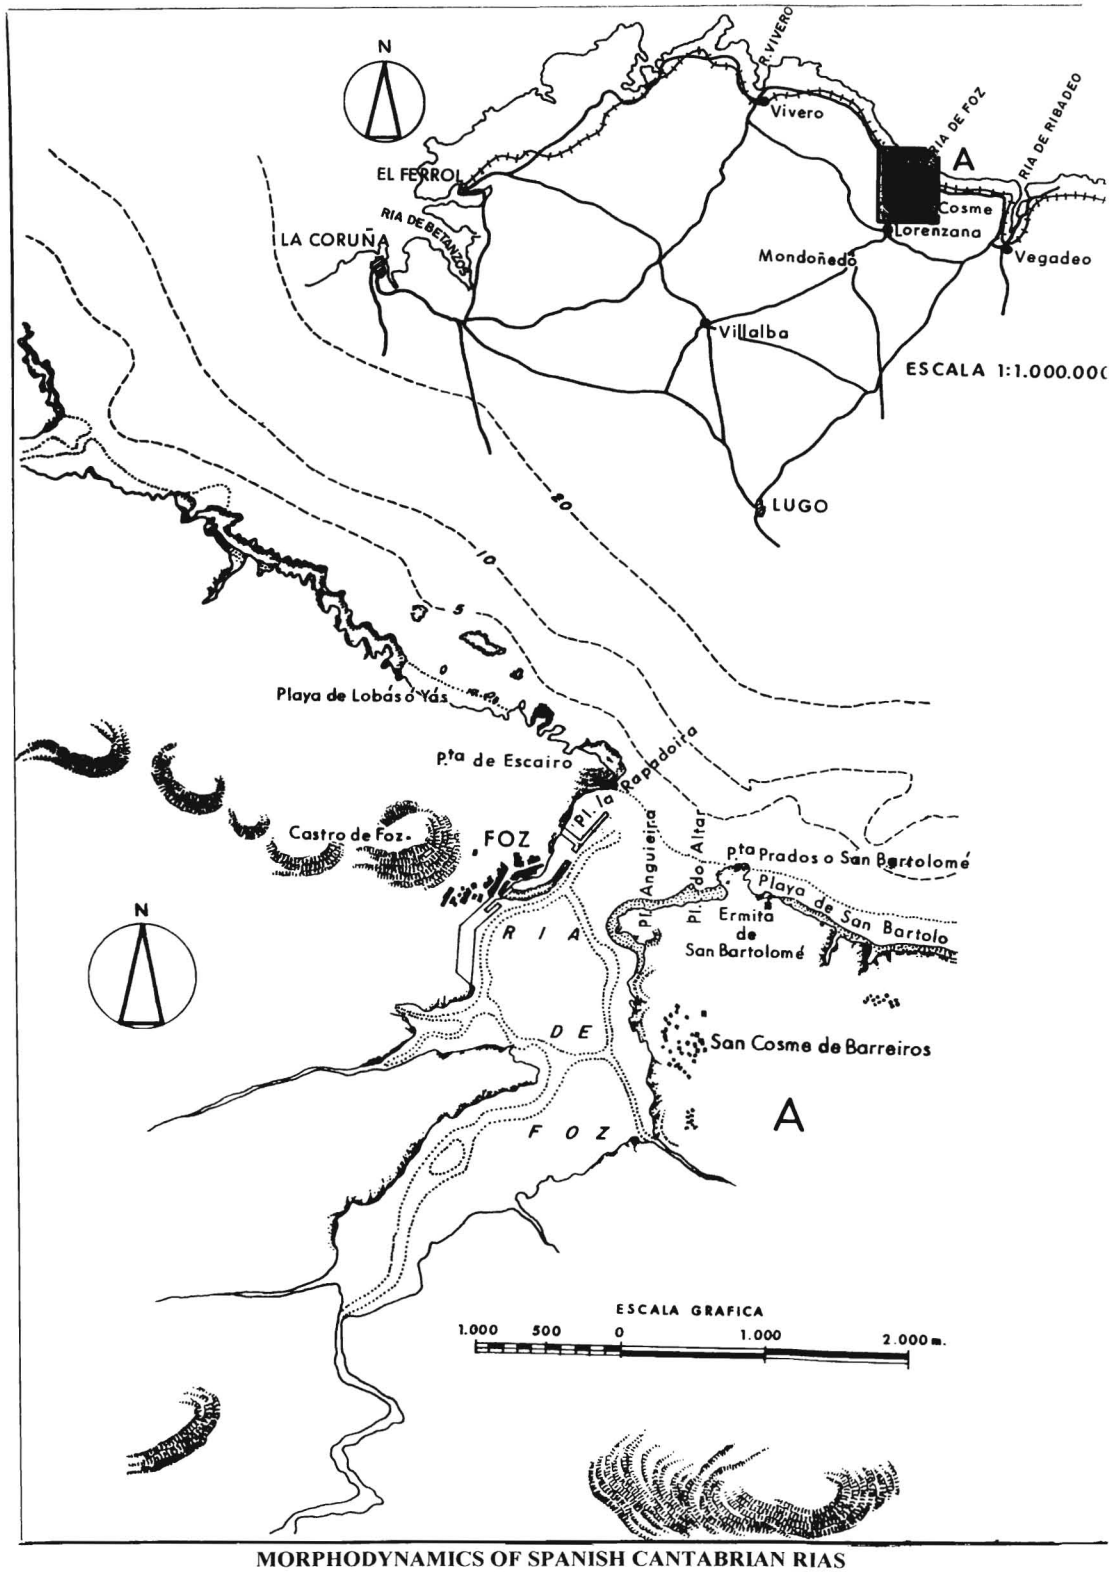 N
R. VIVERO
Vivero
RIA DE FOZ
A
RIA DE RIBADEO
EL FERROL
RIA DE BETANZOS
LA CORUÑA
Cosme
Lorenzana
Mondoñedo
Vegadeo
Villalba
ESCALA 1:1.000.000
LUGO
20
10
5
0
Playa de Lobás ó Yás
P.ta de Escairo
Pl. la Rapadoira
Castro de Foz
FOZ
Pl. Anguieira
Pl. do Altar
P.ta Prados o San Bartolomé
Playa de San Bartolo
Ermita
de
San Bartolomé
N
RIA
DE
FOZ
San Cosme de Barreiros
A
ESCALA GRAFICA
1.000 500 0 1.000 2.000 m.
MORPHODYNAMICS OF SPANISH CANTABRIAN RIAS